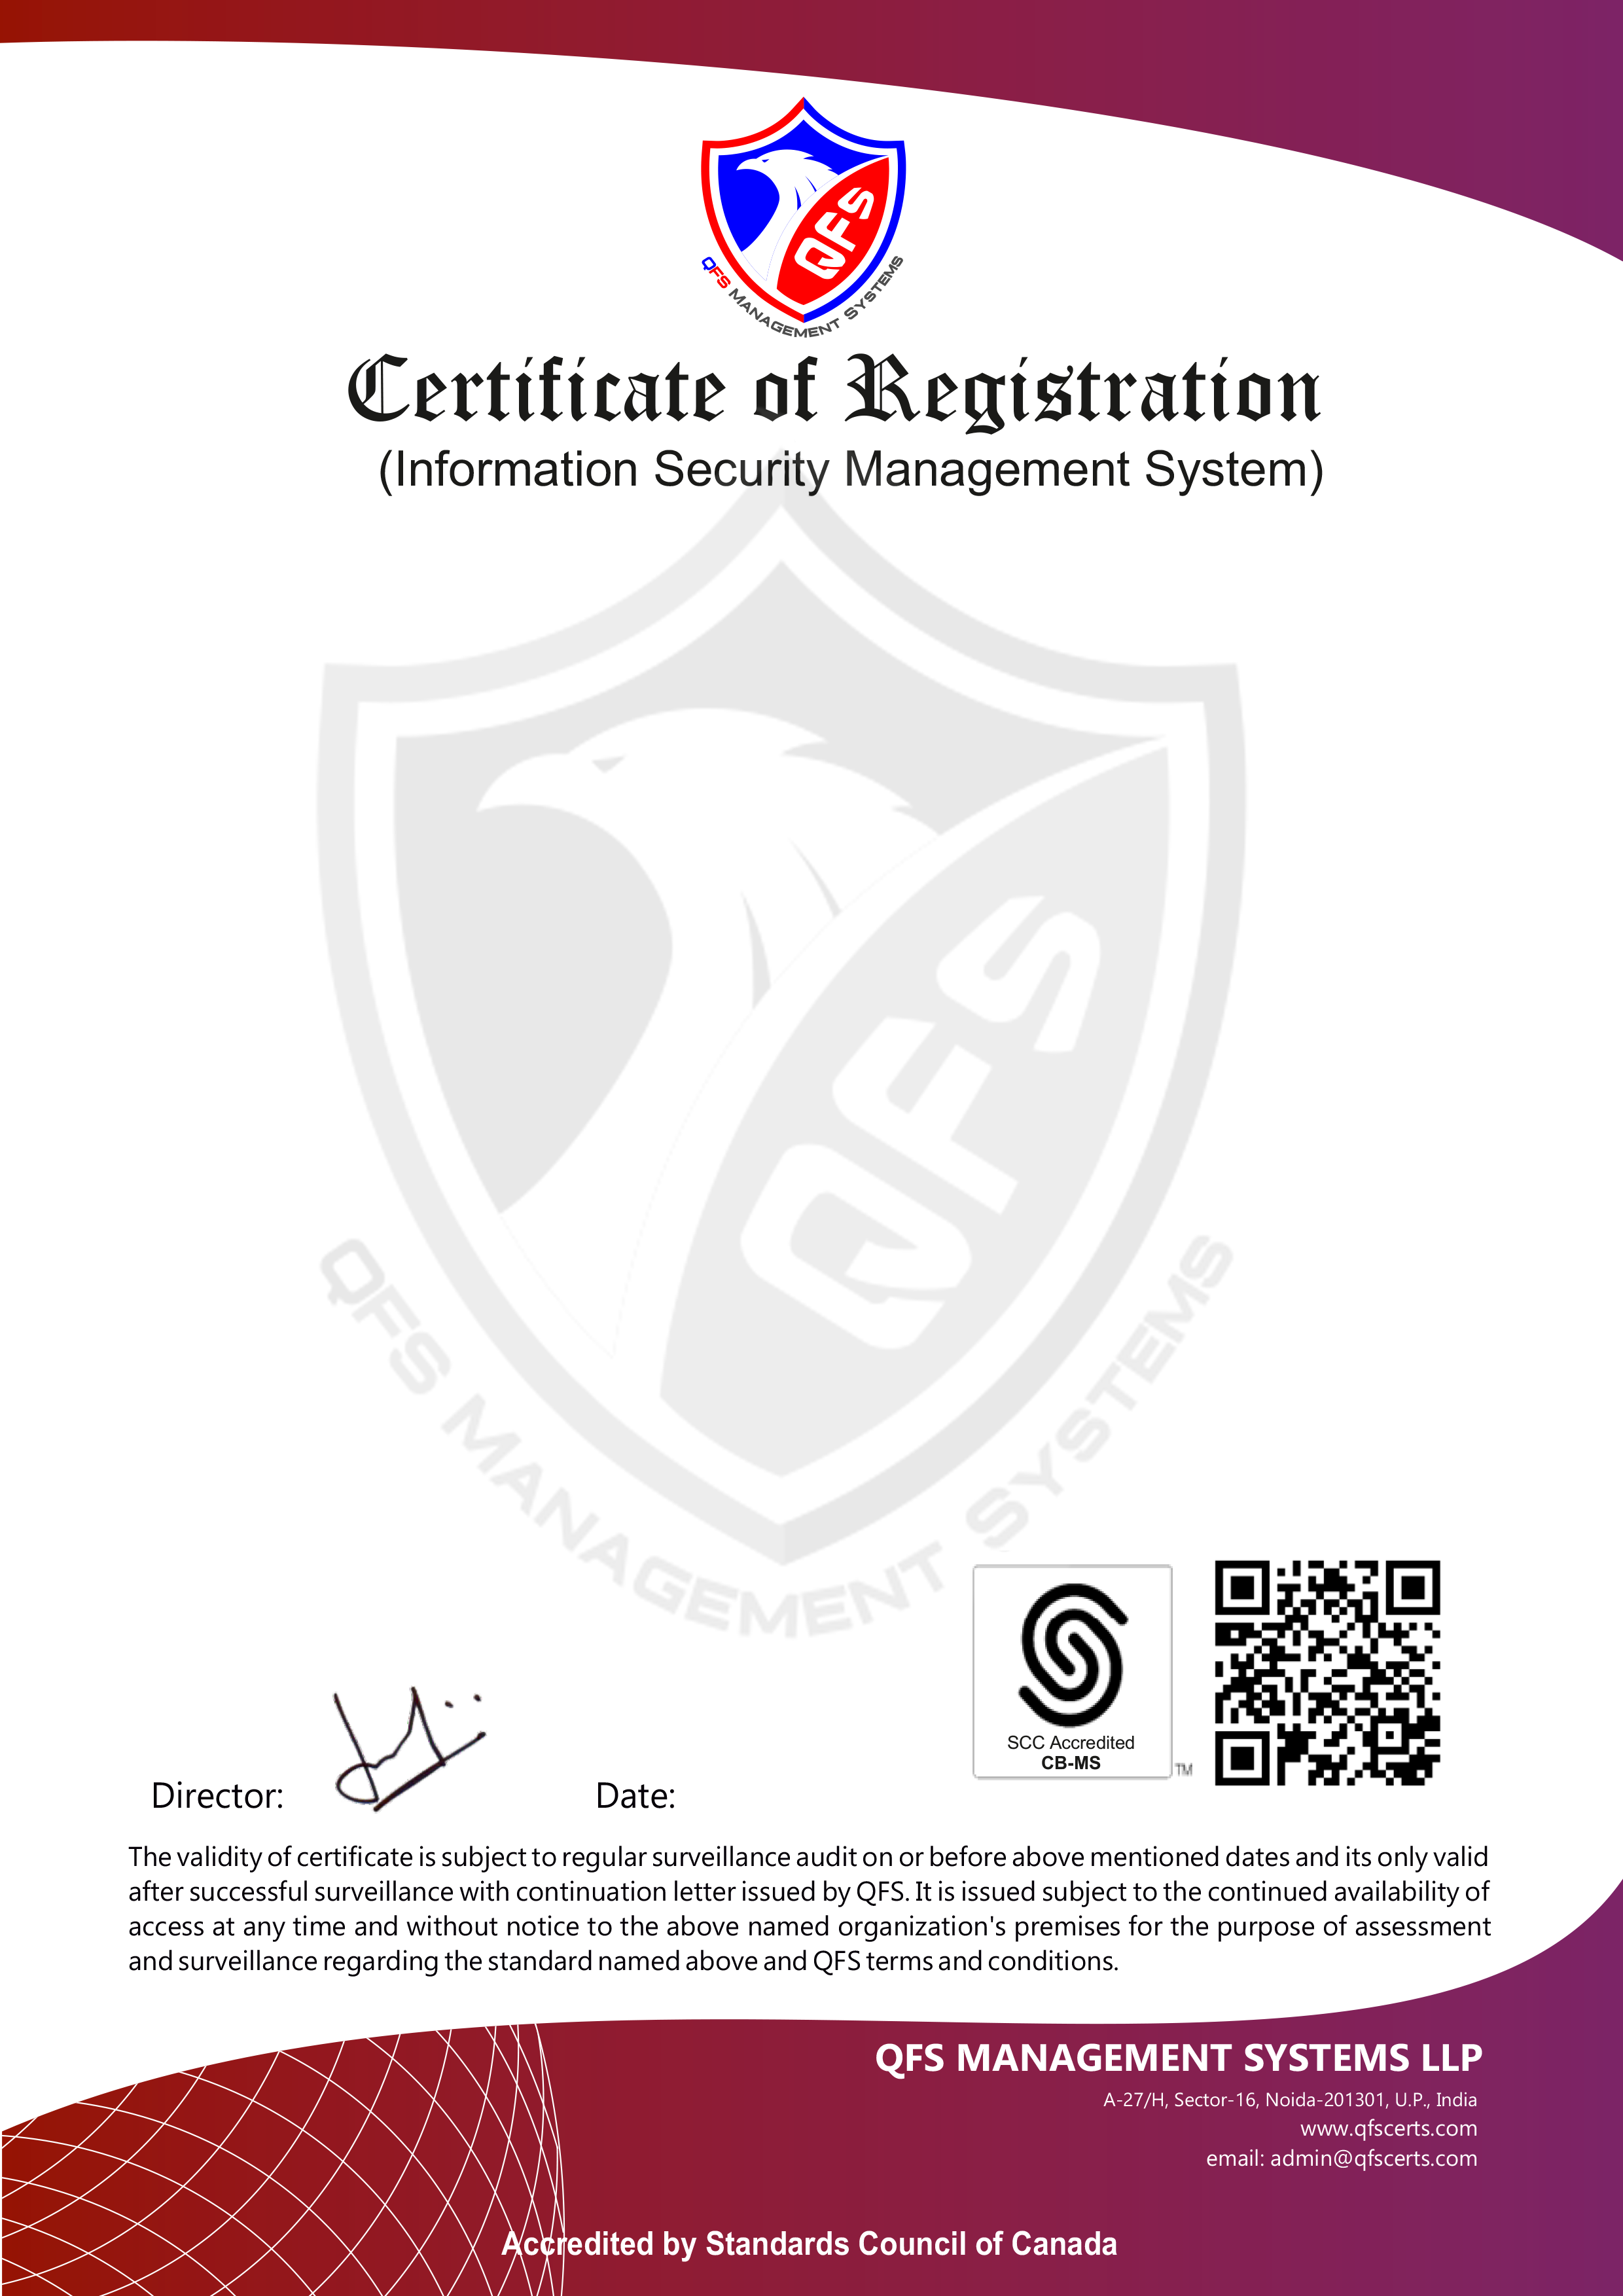 QFS
QFS MANAGEMENT SYSTEMS
Certificate of Registration
(Information Security Management System)
QFS
QFS MANAGEMENT SYSTEMS
SCC Accredited
CB-MS
TM
Director:
Date:
The validity of certificate is subject to regular surveillance audit on or before above mentioned dates and its only valid
after successful surveillance with continuation letter issued by QFS. It is issued subject to the continued availability of
access at any time and without notice to the above named organization's premises for the purpose of assessment
and surveillance regarding the standard named above and QFS terms and conditions.
QFS MANAGEMENT SYSTEMS LLP
A-27/H, Sector-16, Noida-201301, U.P., India
www.qfscerts.com
email: admin@qfscerts.com
Accredited by Standards Council of Canada